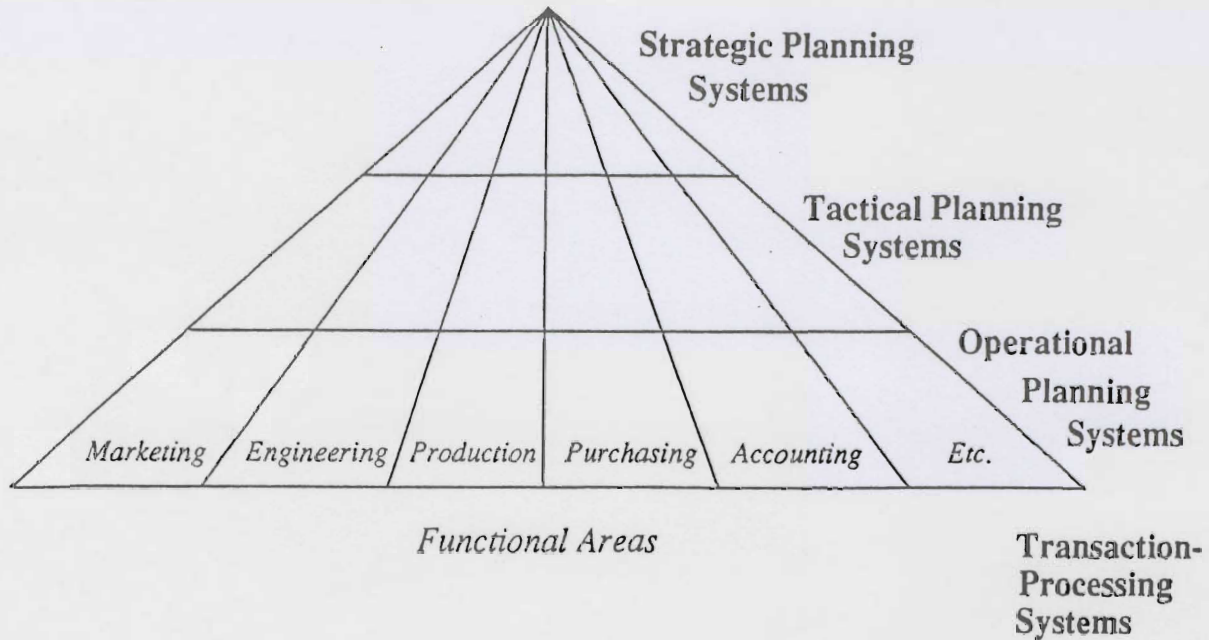 Strategic Planning
Systems
Tactical Planning
Systems
Operational
Planning
Systems
Marketing Engineering Production Purchasing Accounting Etc.
Functional Areas
Transaction-
Processing
Systems